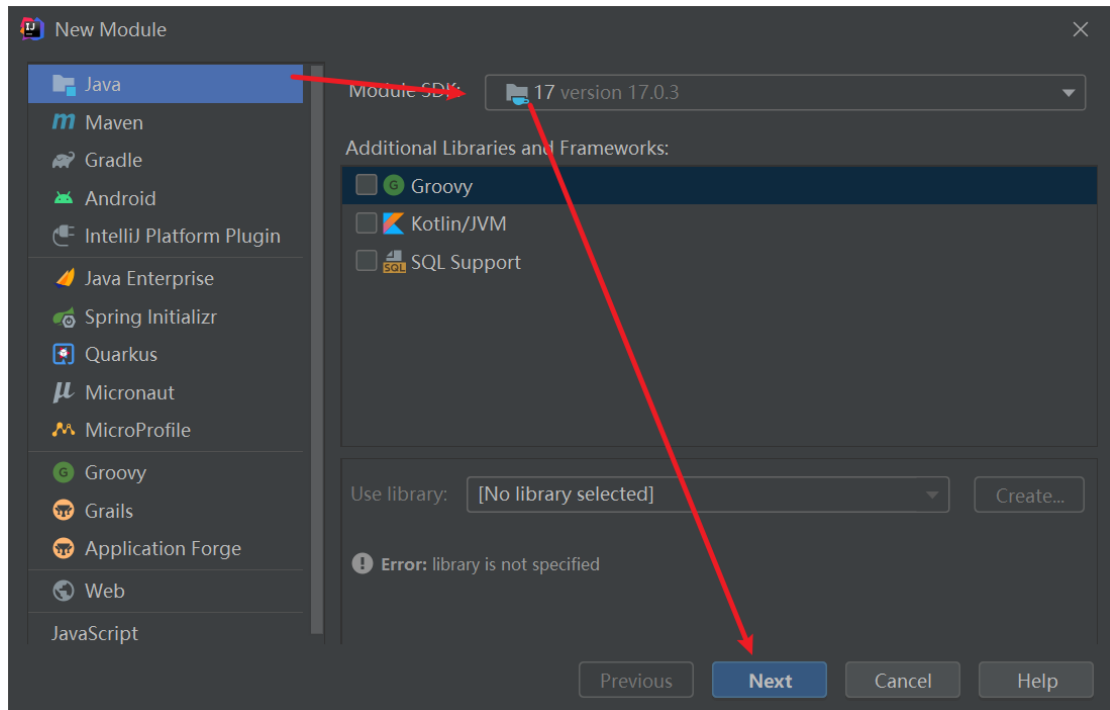 New Module
Java
Maven
Gradle
Android
IntelliJ Platform Plugin
Java Enterprise
Spring Initializr
Quarkus
Micronaut
MicroProfile
Groovy
Grails
Application Forge
Web
JavaScript
Module SDK:
17 version 17.0.3
Additional Libraries and Frameworks:
Groovy
Kotlin/JVM
SQL Support
Use library:
[No library selected]
Create...
Error: library is not specified
Previous
Next
Cancel
Help